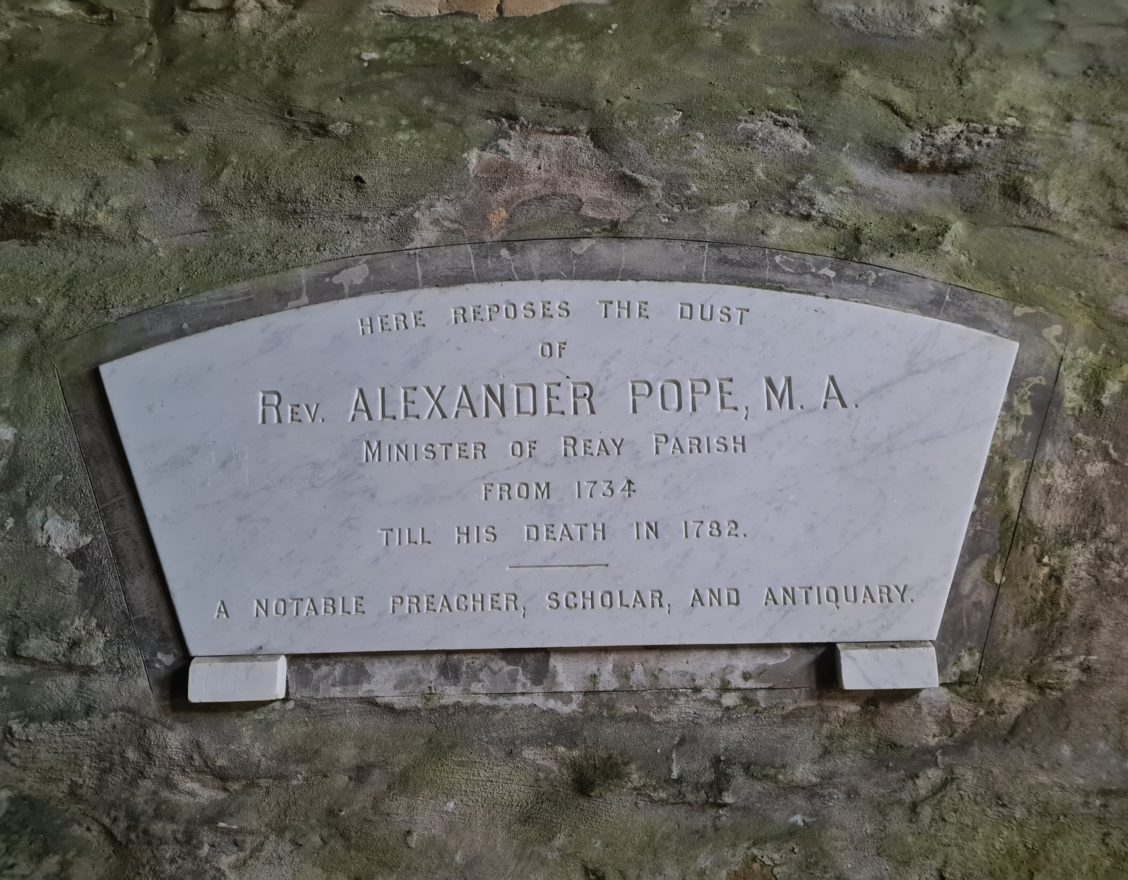 HERE REPOSES THE DUST
OF
REV. ALEXANDER POPE, M. A.
MINISTER OF REAY PARISH
FROM 1734
TILL HIS DEATH IN 1782.
A NOTABLE PREACHER, SCHOLAR, AND ANTIQUARY.